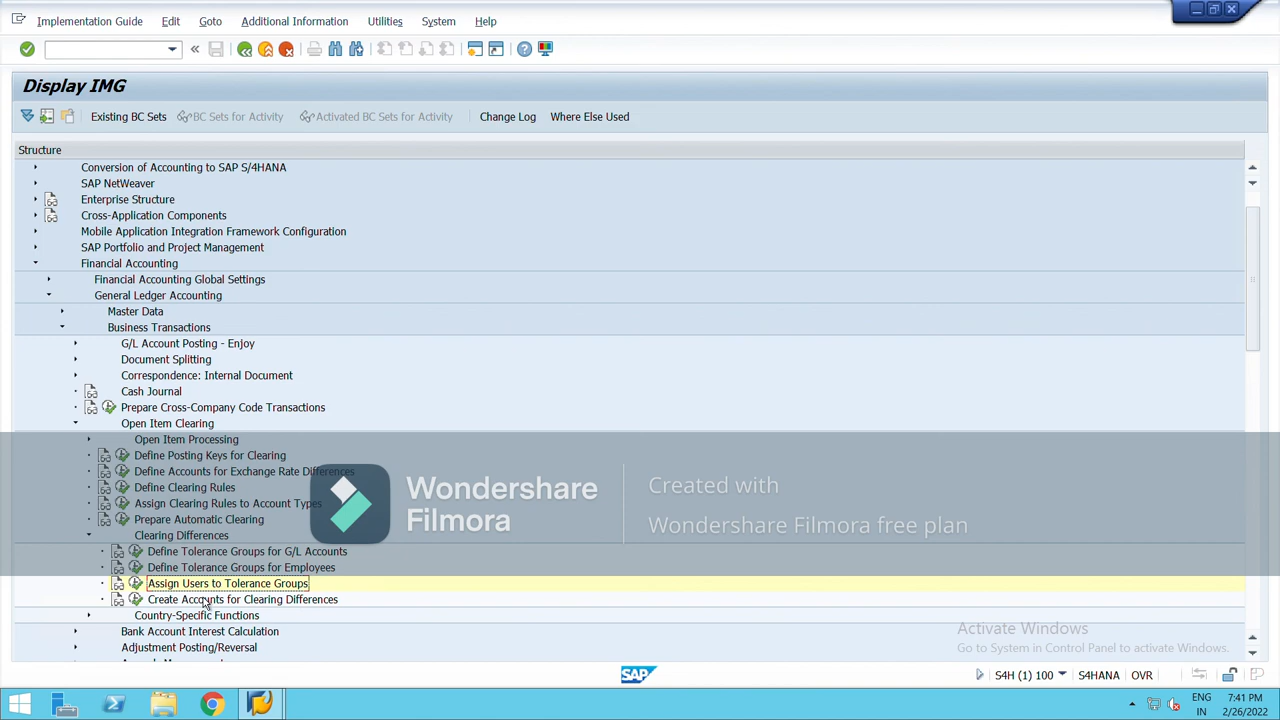 Implementation Guide Edit Goto Additional Information Utilities System Help
Display IMG
Existing BC Sets BC Sets for Activity Activated BC Sets for Activity Change Log Where Else Used
Structure
Conversion of Accounting to SAP S/4HANA
SAP NetWeaver
Enterprise Structure
Cross-Application Components
Mobile Application Integration Framework Configuration
SAP Portfolio and Project Management
Financial Accounting
Financial Accounting Global Settings
General Ledger Accounting
Master Data
Business Transactions
G/L Account Posting - Enjoy
Document Splitting
Correspondence: Internal Document
Cash Journal
Prepare Cross-Company Code Transactions
Open Item Clearing
Open Item Processing
Define Posting Keys for Clearing
Define Accounts for Exchange Rate Differences
Define Clearing Rules
Assign Clearing Rules to Account Types
Prepare Automatic Clearing
Clearing Differences
Define Tolerance Groups for G/L Accounts
Define Tolerance Groups for Employees
Assign Users to Tolerance Groups
Create Accounts for Clearing Differences
Country-Specific Functions
Bank Account Interest Calculation
Adjustment Posting/Reversal
Wondershare
Filmora
Created with
Wondershare Filmora free plan
Activate Windows
Go to System in Control Panel to activate Windows.
SAP
S4H (1) 100 S4HANA OVR
ENG 7:41 PM
IN 2/26/2022